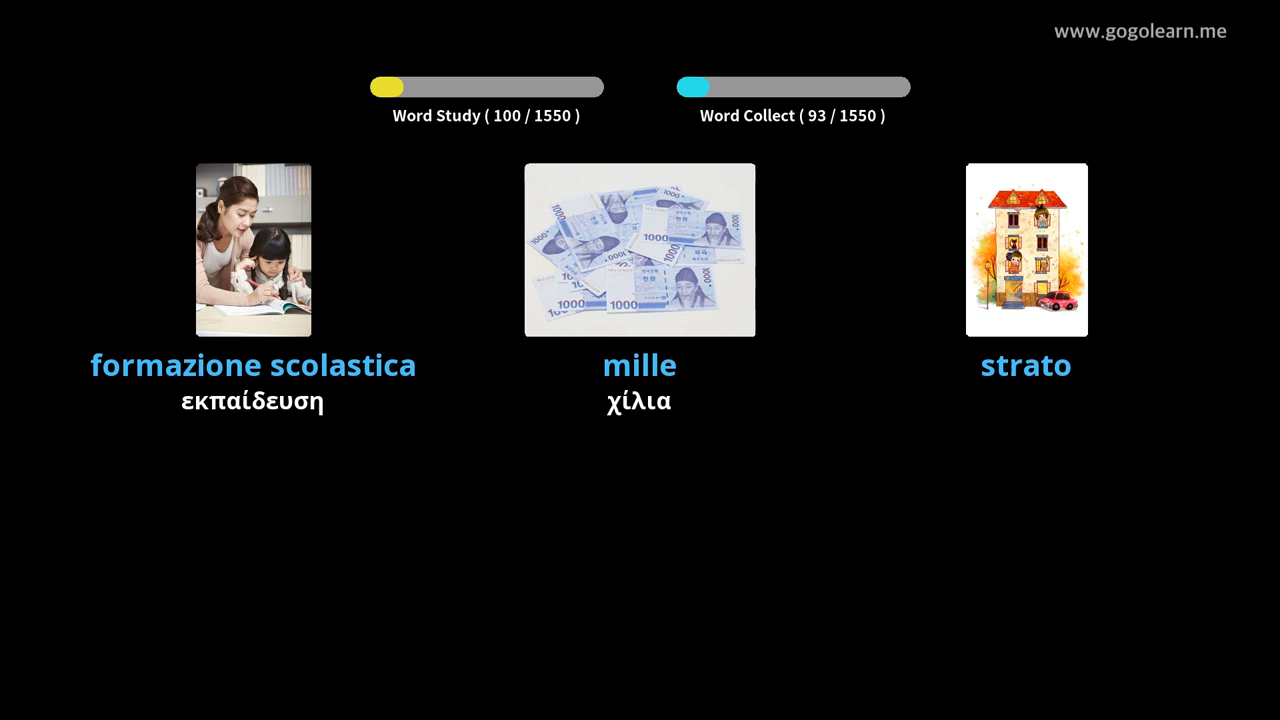 www.gogolearn.me
Word Study ( 100 / 1550 )
Word Collect ( 93 / 1550 )
formazione scolastica
εκπαίδευση
mille
χίλια
strato